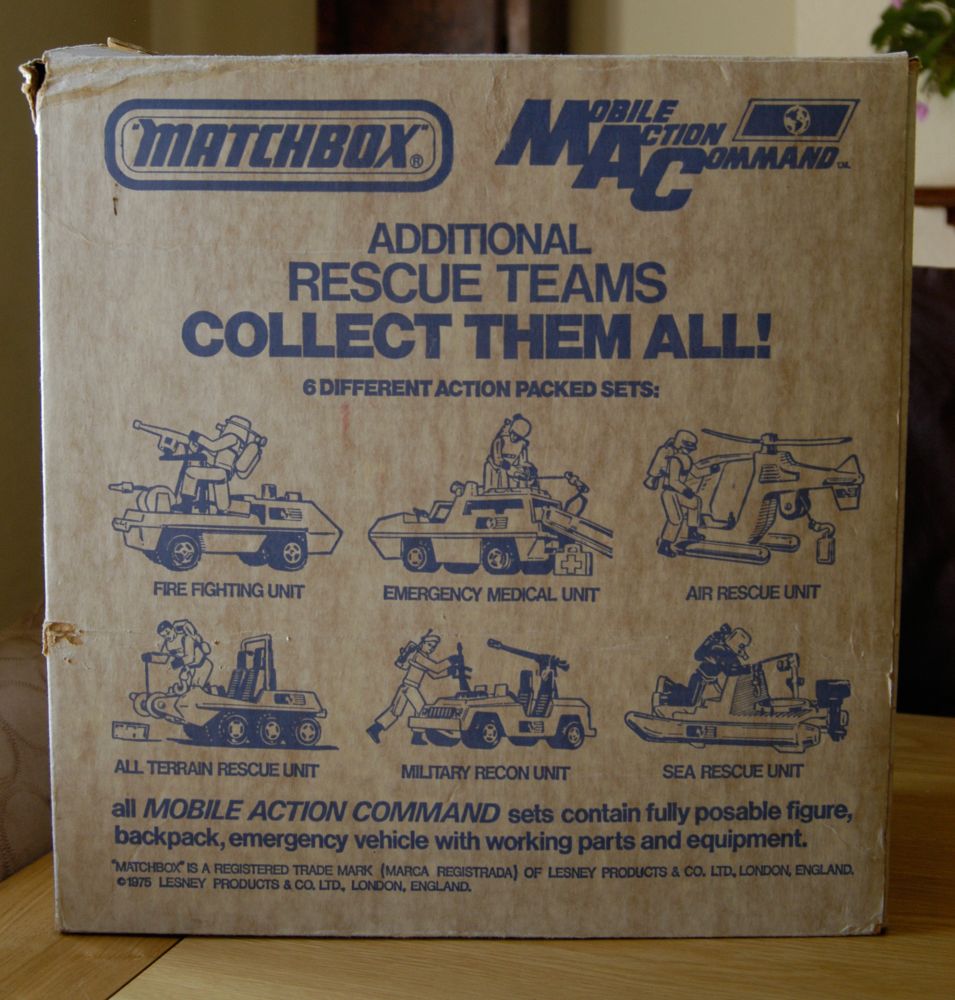 "MATCHBOX"®
MOBILE
ACTION
COMMAND
ADDITIONAL
RESCUE TEAMS
COLLECT THEM ALL!
6 DIFFERENT ACTION PACKED SETS:
FIRE FIGHTING UNIT
EMERGENCY MEDICAL UNIT
AIR RESCUE UNIT
ALL TERRAIN RESCUE UNIT
MILITARY RECON UNIT
SEA RESCUE UNIT
all MOBILE ACTION COMMAND sets contain fully posable figure,
backpack, emergency vehicle with working parts and equipment.
"MATCHBOX" IS A REGISTERED TRADE MARK (MARCA REGISTRADA) OF LESNEY PRODUCTS & CO. LTD., LONDON, ENGLAND.
©1975 LESNEY PRODUCTS & CO. LTD., LONDON, ENGLAND.